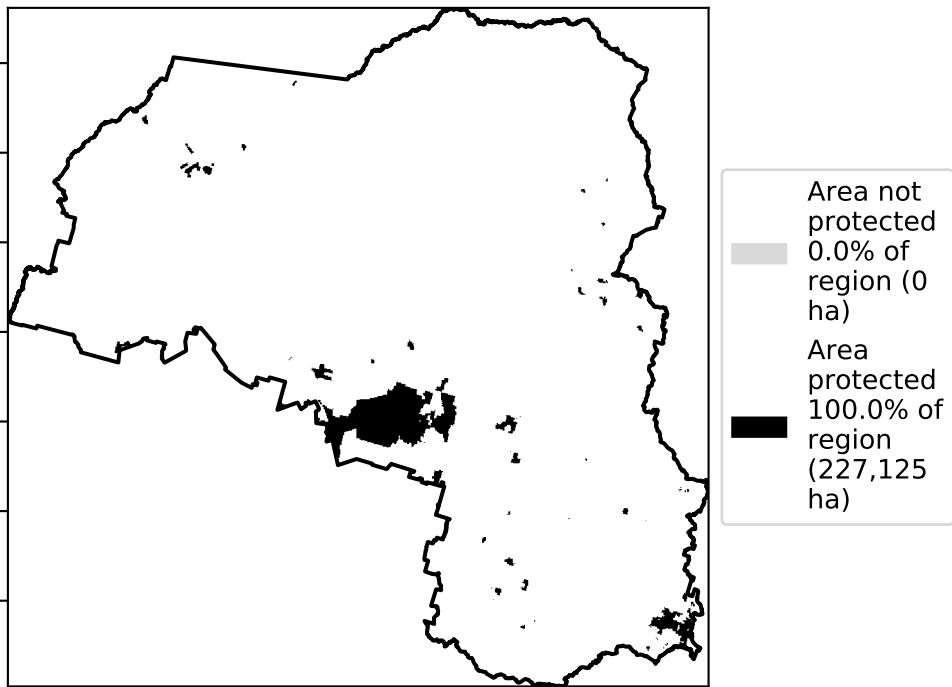 Area not
protected
0.0% of
region (0
ha)
Area
protected
100.0% of
region
(227,125
ha)